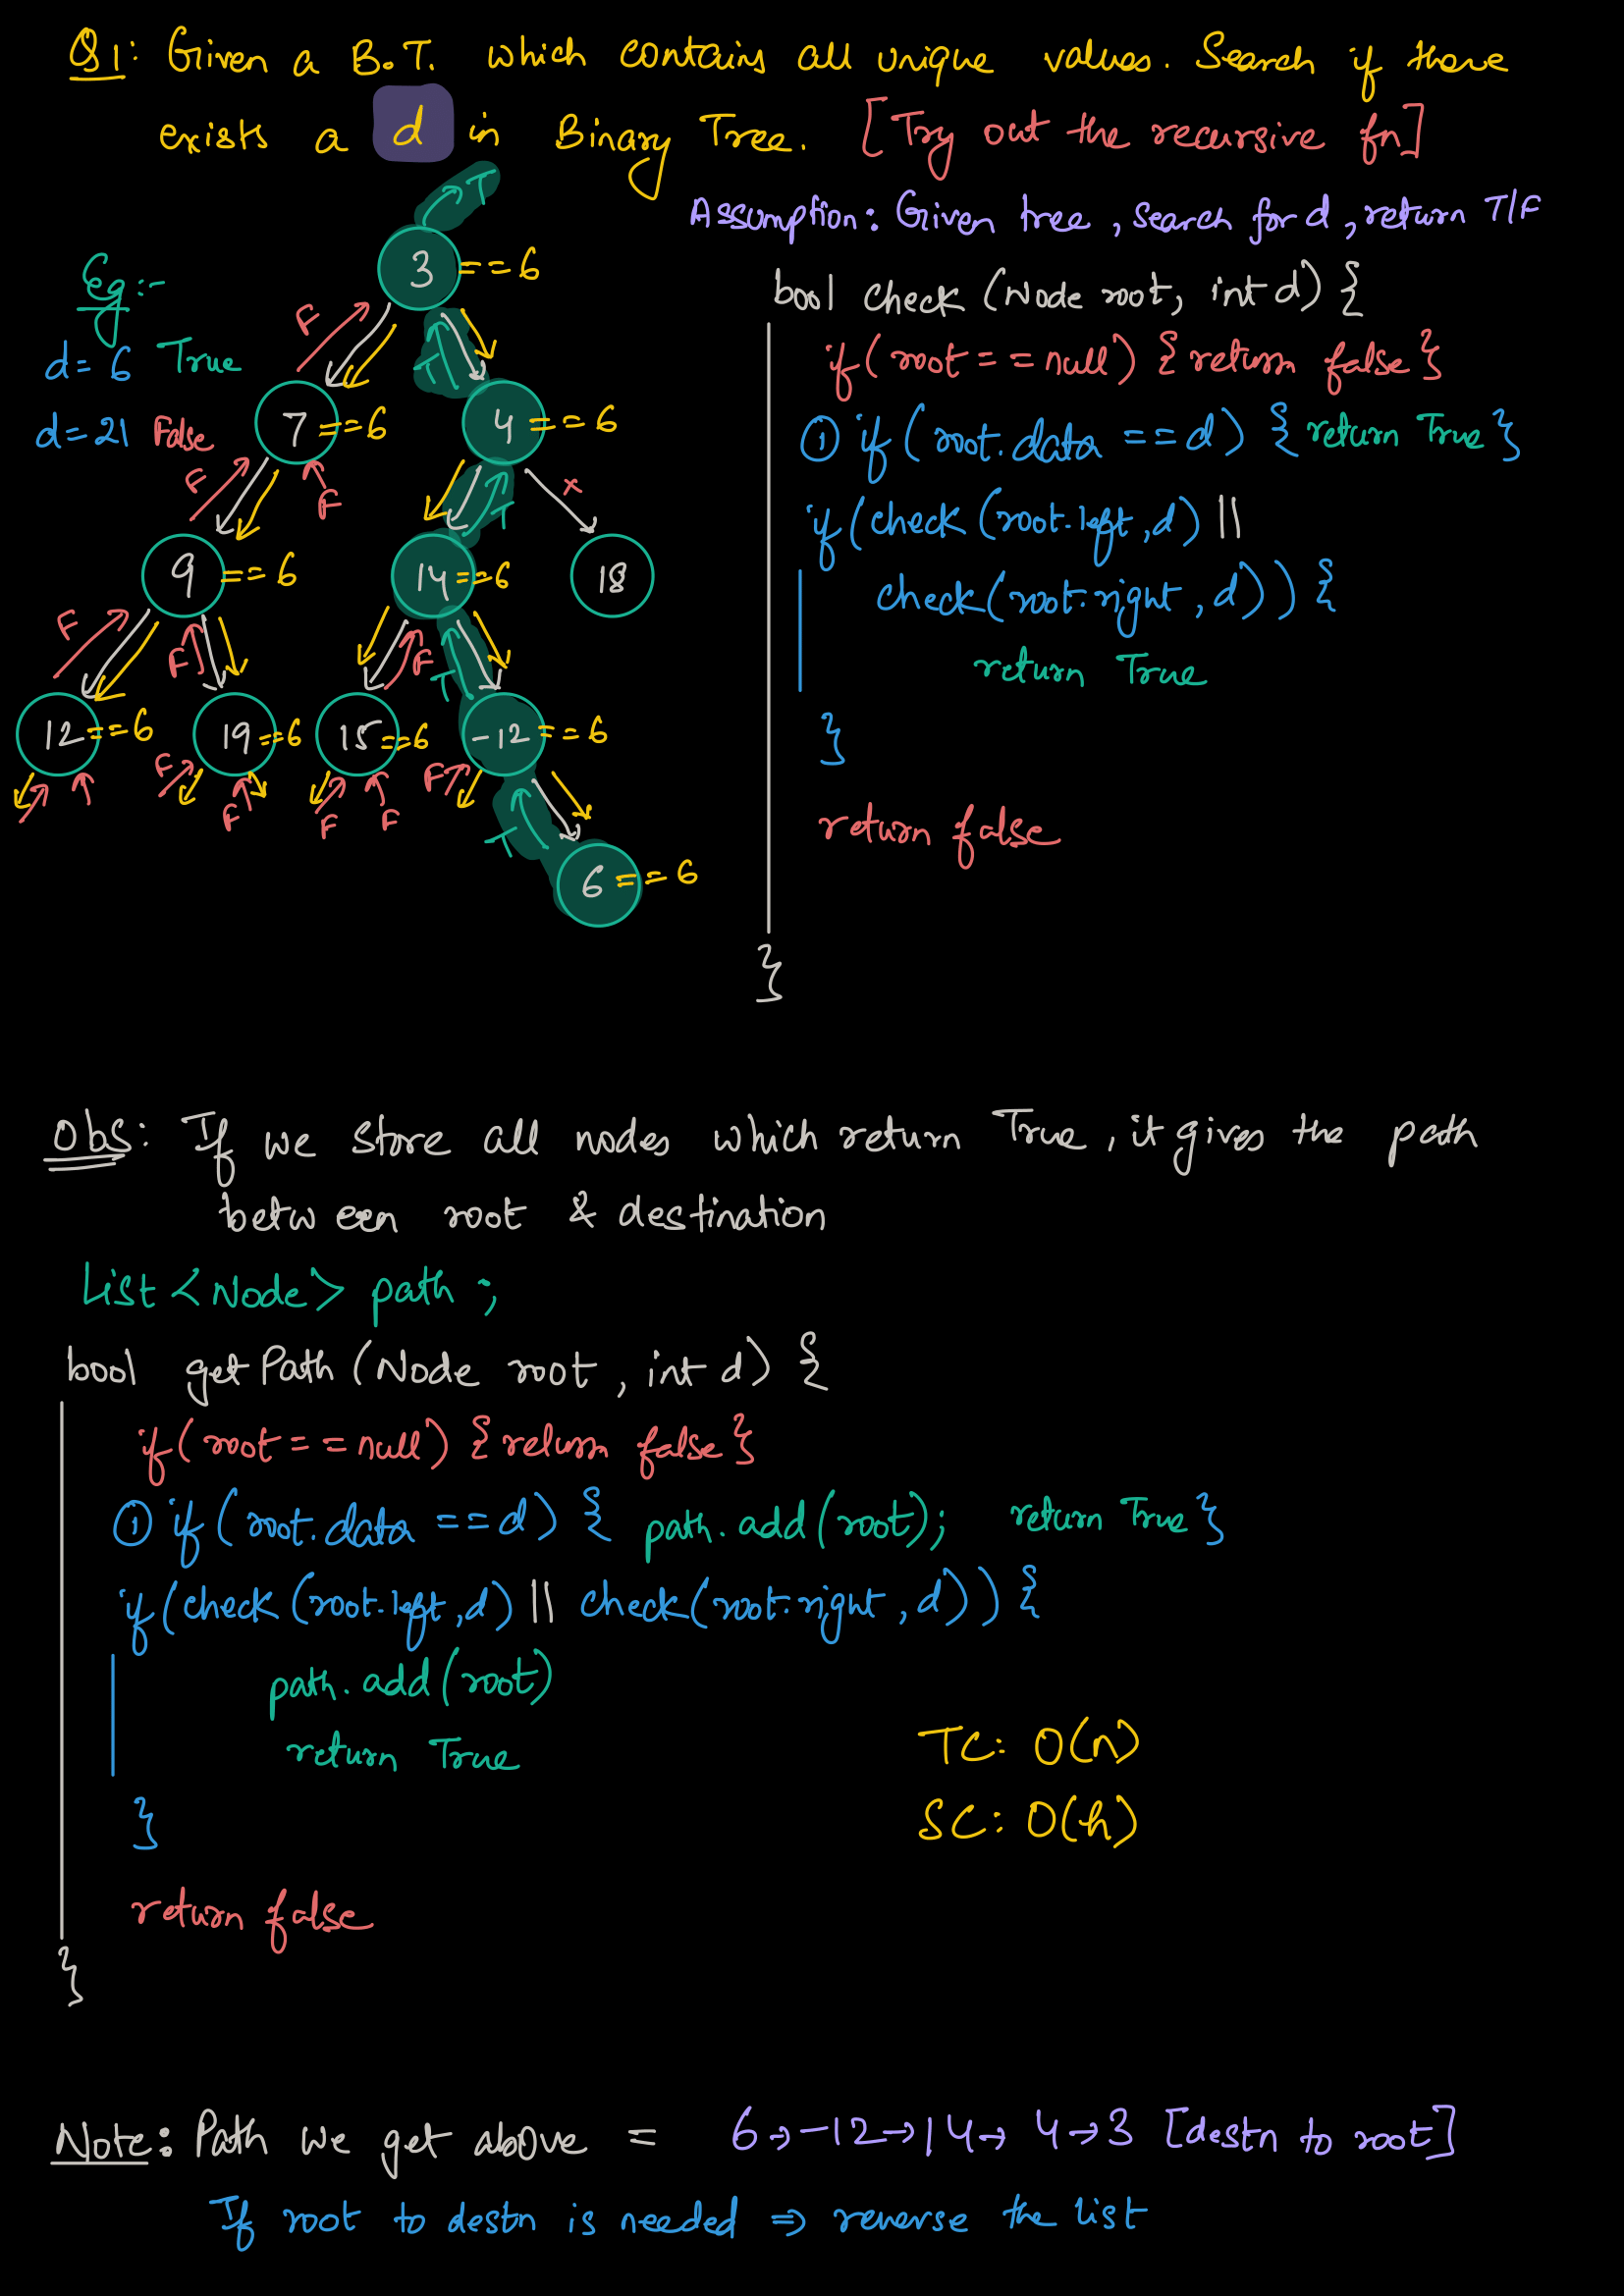 Q1: Given a B.T. which contains all unique values. Search if there
exists a d in Binary Tree. [Try out the recursive fn]
Assumption: Given tree, search for d, return T/F
Eg:-
d= 6 True
d=21 False
T
3 ==6
F T
7 ==6 4 ==6
F F T x
9 ==6 14 ==6 18
F F F T
12 ==6 19 ==6 15 ==6 -12 ==6
F F F F F T
6 ==6
bool check (Node root, int d) {
if(root==null) {return false}
① if(root.data ==d) {return True}
if(check(root.left,d) ||
check(root.right,d)) {
return True
}
return false
}
Obs: If we store all nodes which return True, it gives the path
between root & destination
List<Node> path;
bool getPath (Node root, int d) {
if(root==null) {return false}
① if(root.data ==d) { path.add(root); return True}
if(check(root.left,d) || check(root.right,d)) {
path.add(root)
return True
}
return false
}
TC: O(n)
SC: O(h)
Note: Path we get above = 6→-12→14→ 4→3 [destn to root]
If root to destn is needed ⇒ reverse the list